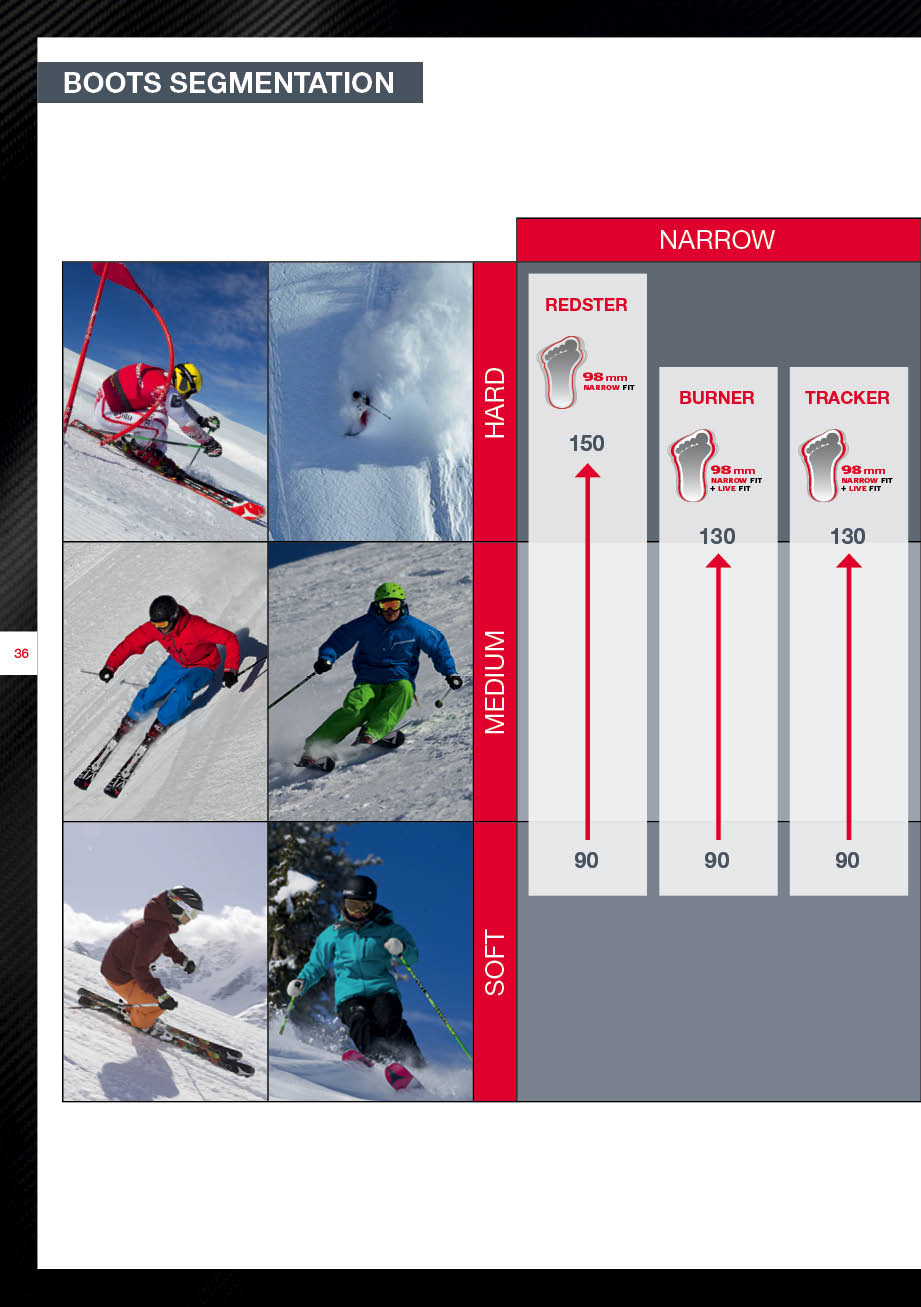 BOOTS SEGMENTATION
NARROW
HARD
MEDIUM
SOFT
REDSTER
98 mm
NARROW FIT
150
90
BURNER
98 mm
NARROW FIT
+ LIVE FIT
130
90
TRACKER
98 mm
NARROW FIT
+ LIVE FIT
130
90
36